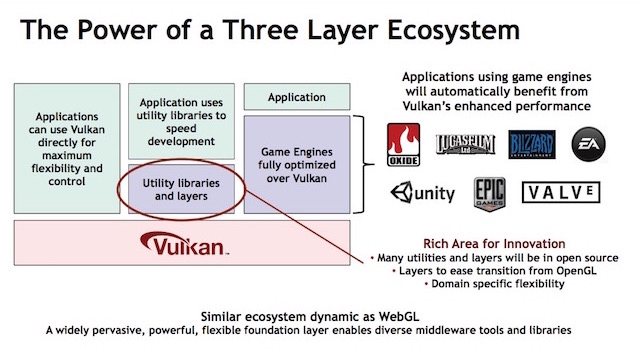 The Power of a Three Layer Ecosystem
Applications
can use Vulkan
directly for
maximum
flexibility and
control
Application uses
utility libraries to
speed
development
Utility libraries
and layers
Application
Game Engines
fully optimized
over Vulkan
Vulkan™
Applications using game engines
will automatically benefit from
Vulkan's enhanced performance
OXIDE
LUCASFILM
Ltd
BLIZZARD
ENTERTAINMENT
EA
unity
EPIC
GAMES
VALVE
Rich Area for Innovation
• Many utilities and layers will be in open source
• Layers to ease transition from OpenGL
• Domain specific flexibility
Similar ecosystem dynamic as WebGL
A widely pervasive, powerful, flexible foundation layer enables diverse middleware tools and libraries